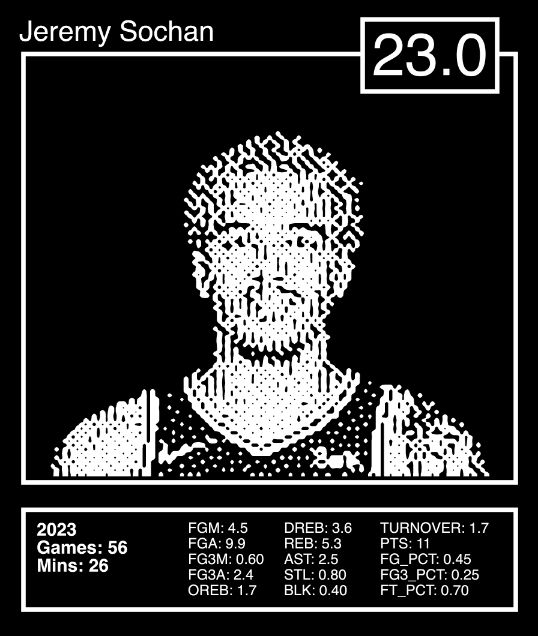 Jeremy Sochan
23.0
2023
Games: 56
Mins: 26
FGM: 4.5
FGA: 9.9
FG3M: 0.60
FG3A: 2.4
OREB: 1.7
DREB: 3.6
REB: 5.3
AST: 2.5
STL: 0.80
BLK: 0.40
TURNOVER: 1.7
PTS: 11
FG_PCT: 0.45
FG3_PCT: 0.25
FT_PCT: 0.70